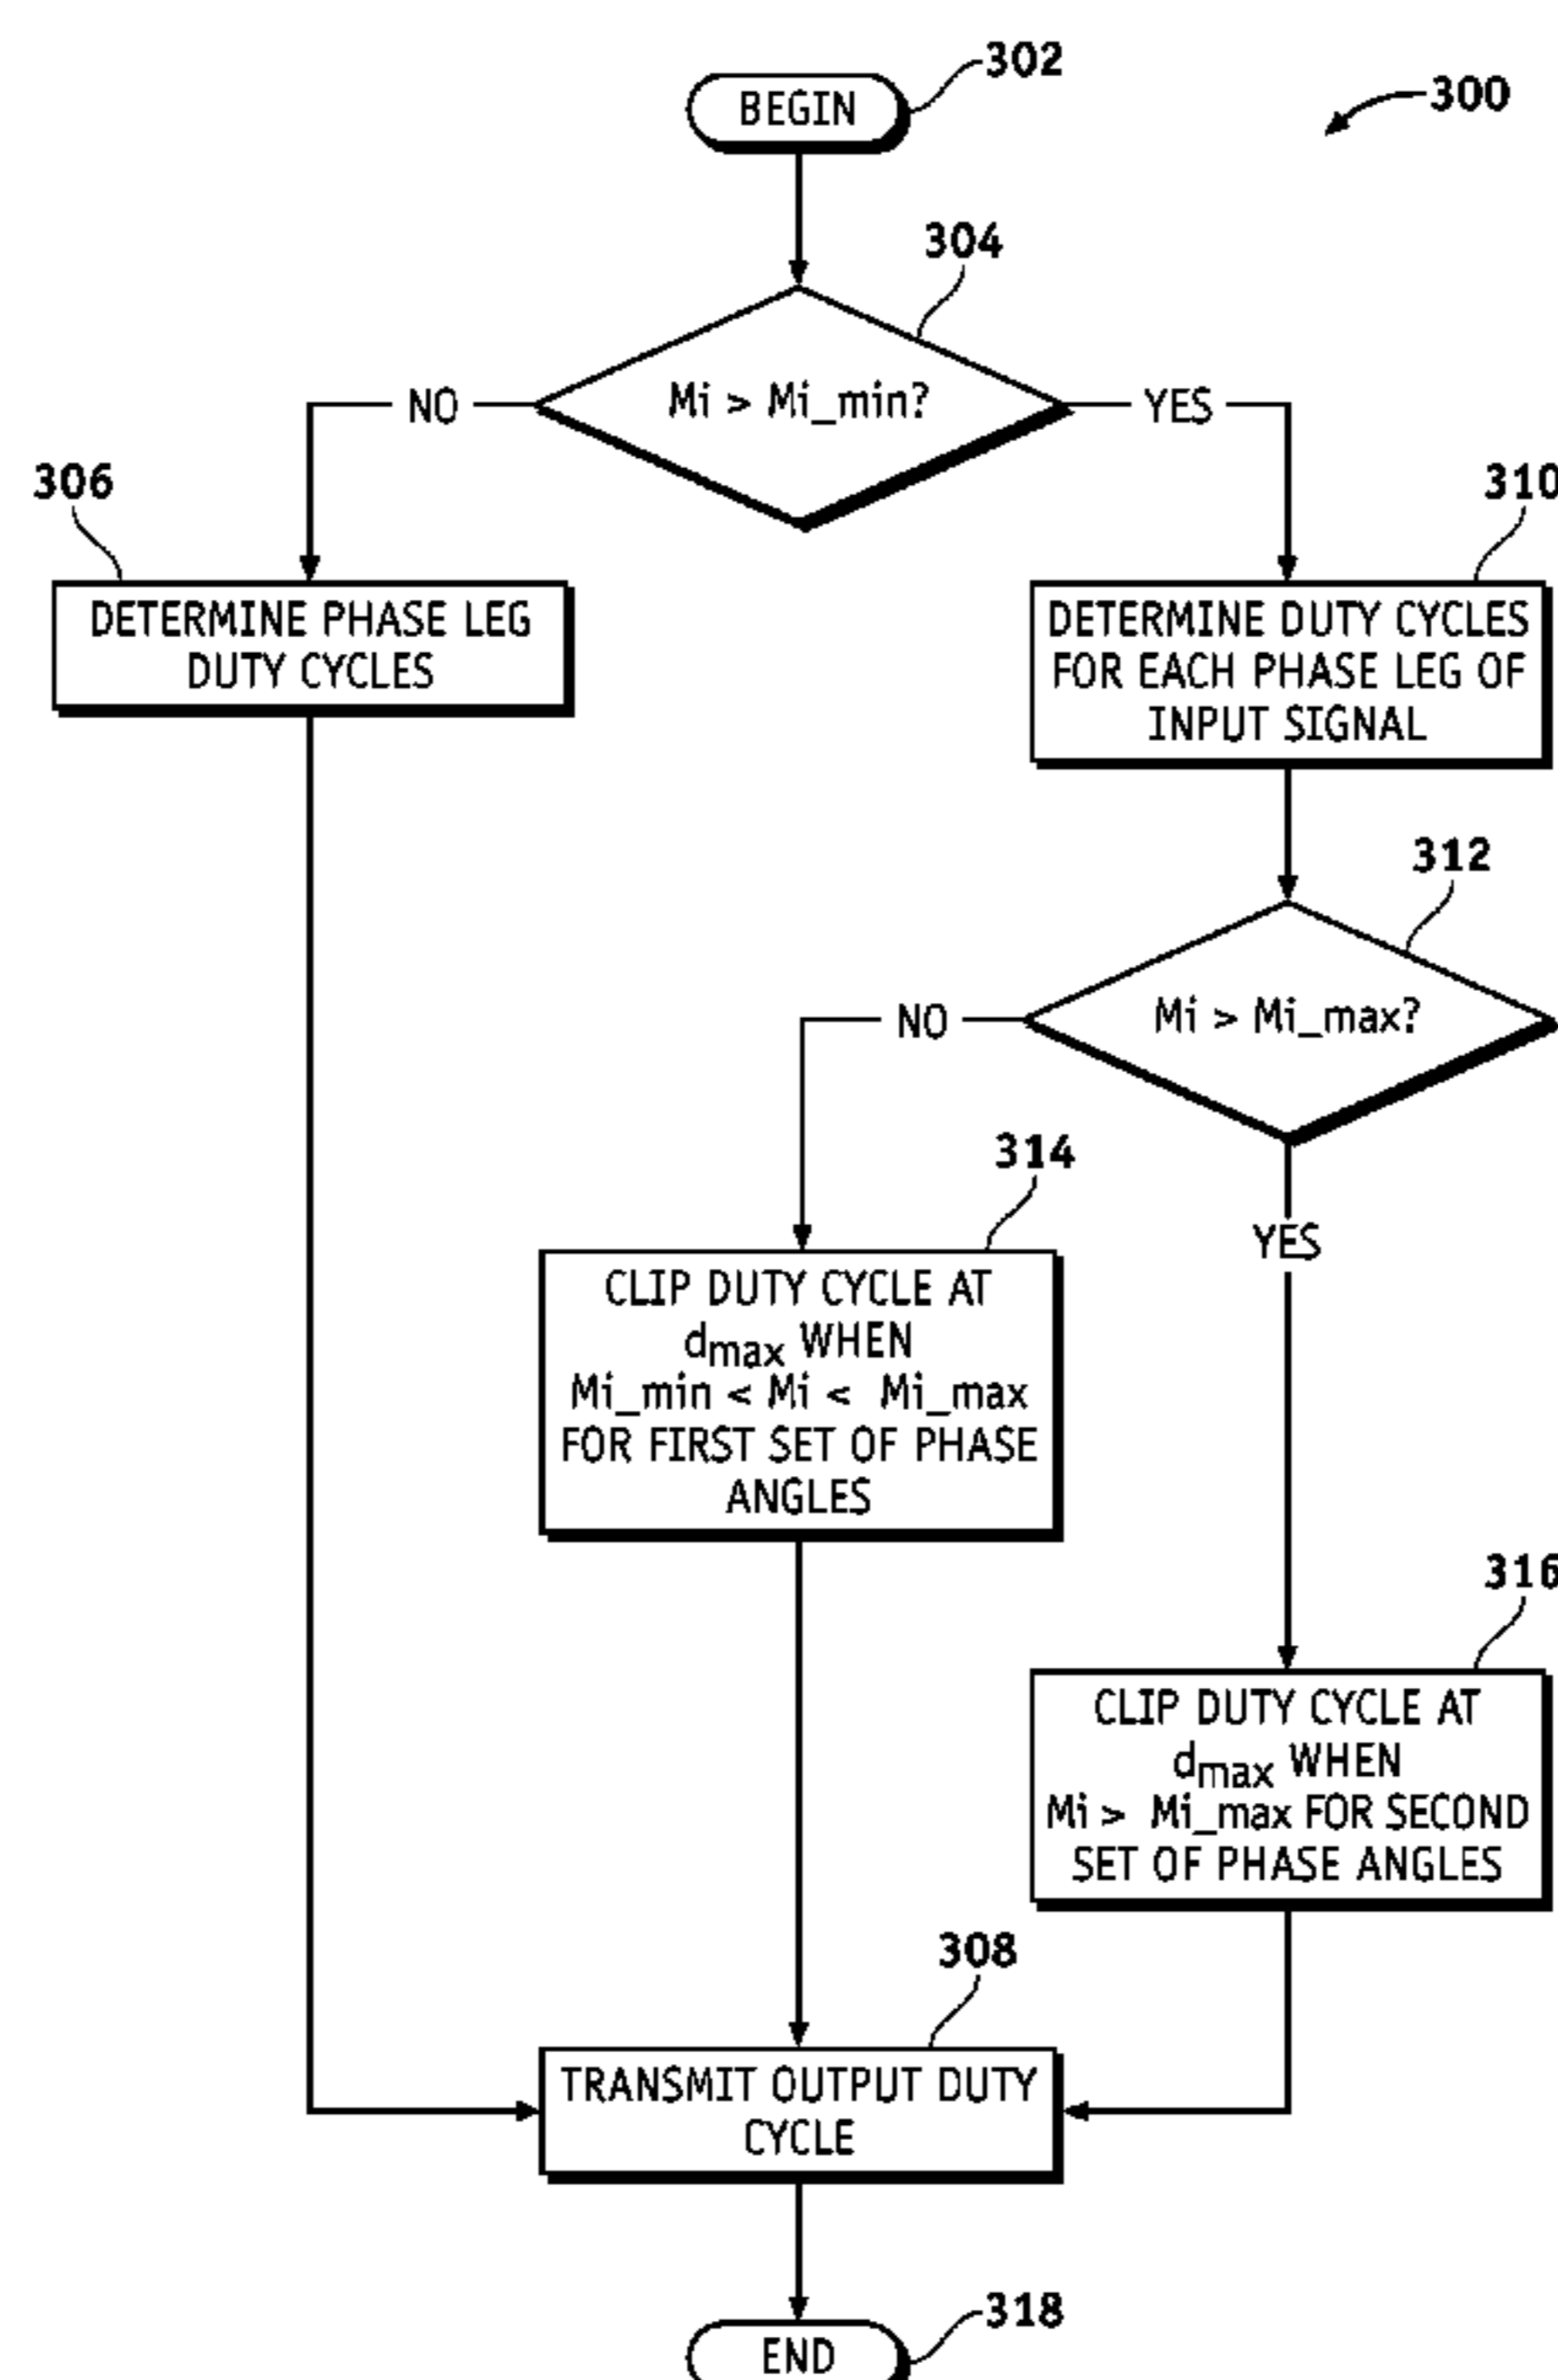 302
BEGIN
300
304
Mi > Mi_min?
NO
YES
306
310
DETERMINE PHASE LEG
DUTY CYCLES
DETERMINE DUTY CYCLES
FOR EACH PHASE LEG OF
INPUT SIGNAL
312
Mi > Mi_max?
NO
314
YES
CLIP DUTY CYCLE AT
dmax WHEN
Mi_min < Mi < Mi_max
FOR FIRST SET OF PHASE
ANGLES
316
CLIP DUTY CYCLE AT
dmax WHEN
Mi > Mi_max FOR SECOND
SET OF PHASE ANGLES
308
TRANSMIT OUTPUT DUTY
CYCLE
318
END